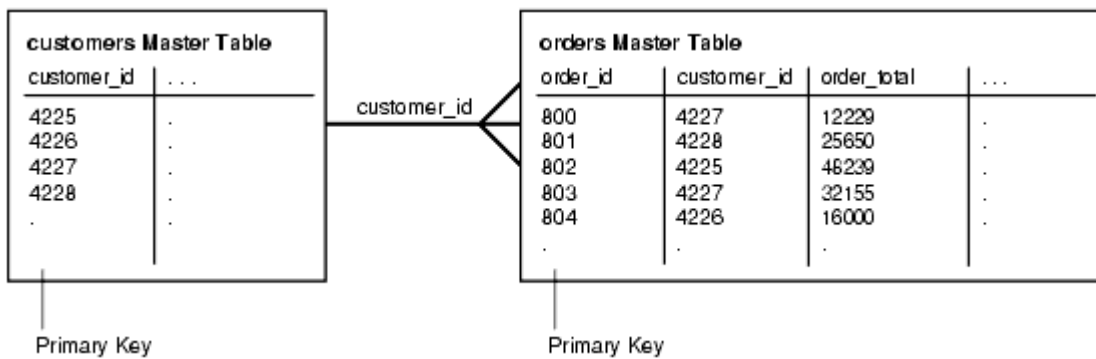 customers Master Table
customer_id ...
4225 .
4226 .
4227 .
4228 .
. .
Primary Key
customer_id
orders Master Table
order_id customer_id order_total ...
800 4227 12229 .
801 4228 25650 .
802 4225 48239 .
803 4227 32155 .
804 4226 16000 .
. . . .
Primary Key